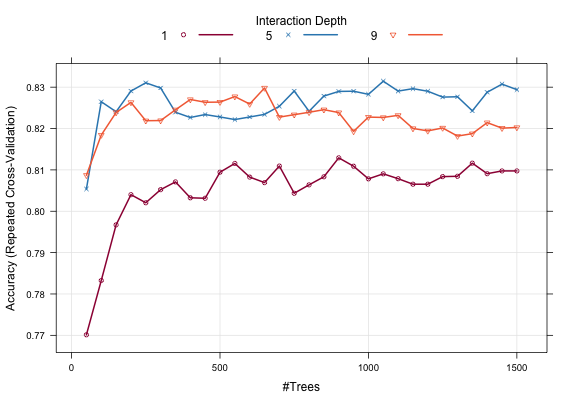 Interaction Depth
1 5 9
Accuracy (Repeated Cross-Validation)
0.83
0.82
0.81
0.80
0.79
0.78
0.77
0 500 1000 1500
#Trees